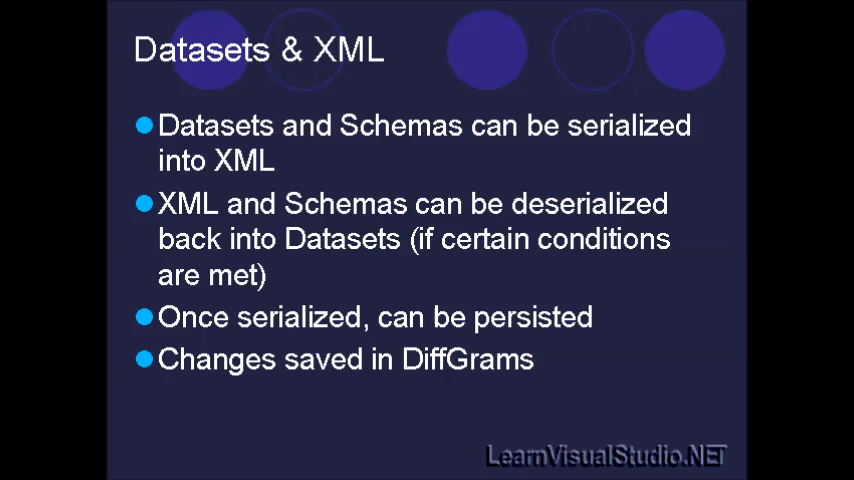 Datasets & XML
Datasets and Schemas can be serialized
into XML
XML and Schemas can be deserialized
back into Datasets (if certain conditions
are met)
Once serialized, can be persisted
Changes saved in DiffGrams
LearnVisualStudio.NET